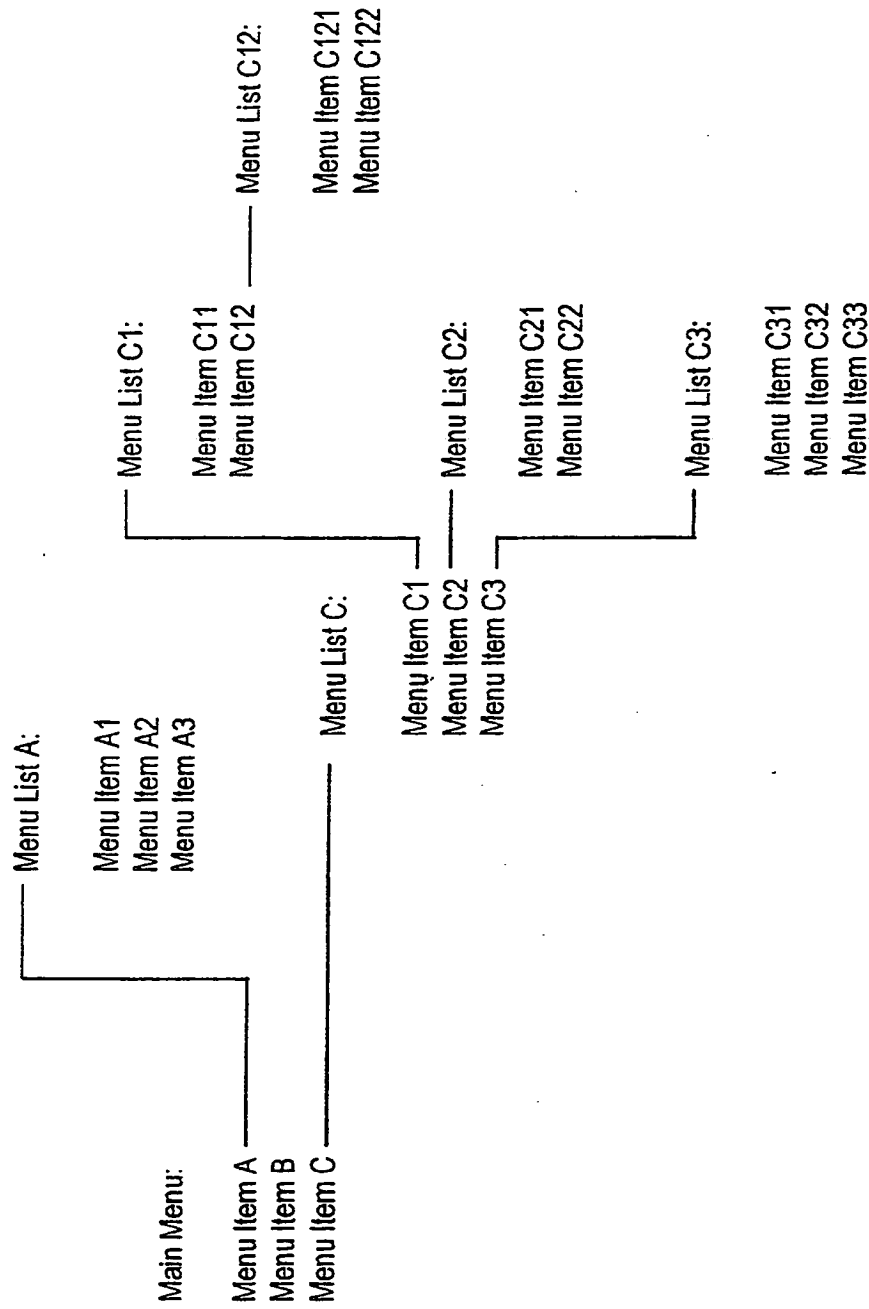 Main Menu:
Menu Item A
Menu Item B
Menu Item C
Menu List A:
Menu Item A1
Menu Item A2
Menu Item A3
Menu List C:
Menu Item C1
Menu Item C2
Menu Item C3
Menu List C1:
Menu Item C11
Menu Item C12
Menu List C12:
Menu Item C121
Menu Item C122
Menu List C2:
Menu Item C21
Menu Item C22
Menu List C3:
Menu Item C31
Menu Item C32
Menu Item C33